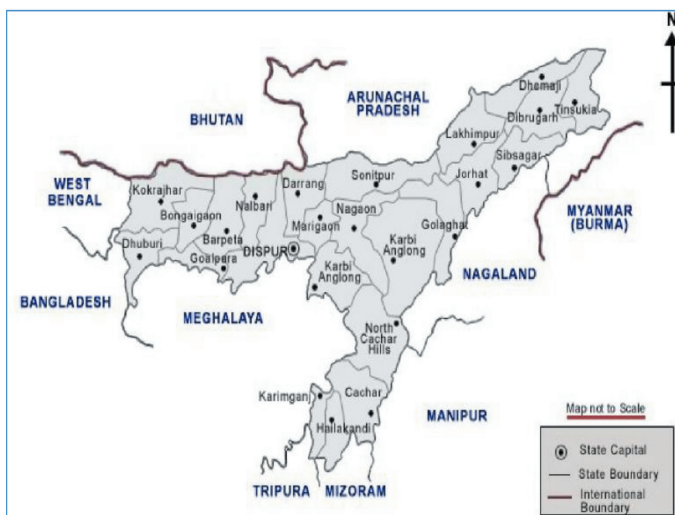 N
BHUTAN
ARUNACHAL
PRADESH
Dhemaji
Dibrugarh
Tinsukia
Lakhimpur
Sibsagar
WEST
BENGAL
Kokrajhar
Bongaigaon
Nalbari
Darrang
Sonitpur
Jorhat
MYANMAR
(BURMA)
Marigaon
Nagaon
Golaghat
Dhuburi
Barpeta
Goalpara
DISPUR
Karbi
Anglong
Karbi
Anglong
NAGALAND
BANGLADESH
MEGHALAYA
North
Cachar
Hills
Karimganj
Cachar
Hailakandi
MANIPUR
TRIPURA
MIZORAM
Map not to Scale
State Capital
State Boundary
International
Boundary